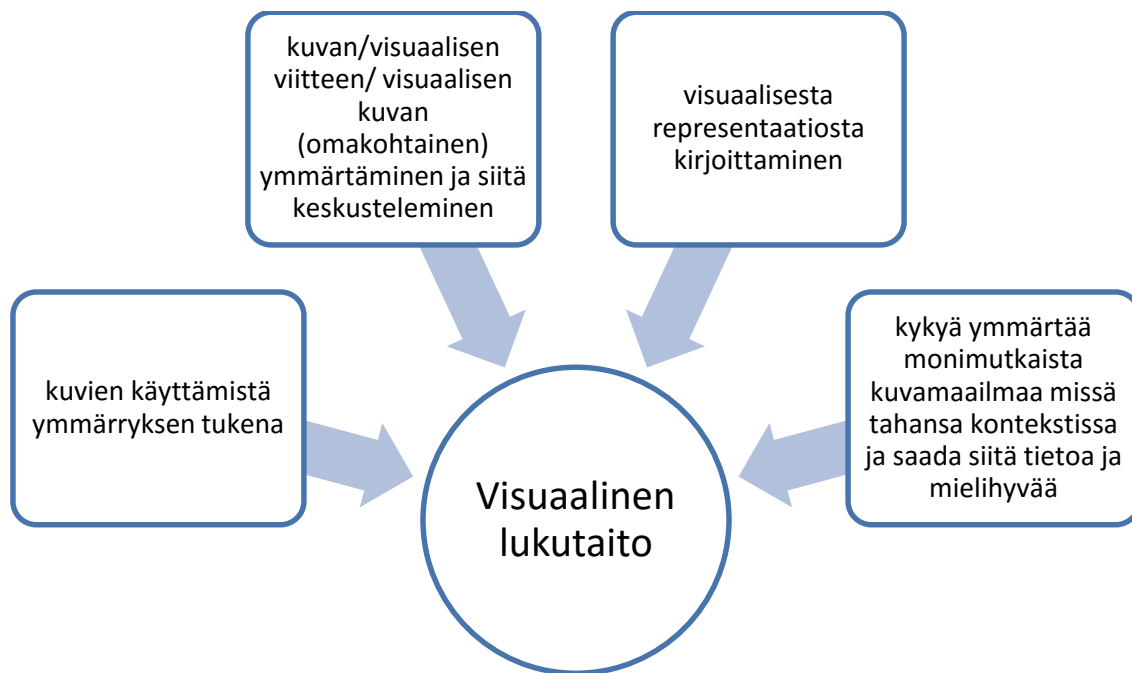 kuvan/visuaalisen
viitteen/ visuaalisen
kuvan
(omakohtainen)
ymmärtäminen ja siitä
keskusteleminen
visuaalisesta
representaatiosta
kirjoittaminen
kuvien käyttämistä
ymmärryksen tukena
kykyä ymmärtää
monimutkaista
kuvamaailmaa missä
tahansa kontekstissa
ja saada siitä tietoa ja
mielihyvää
Visuaalinen
lukutaito